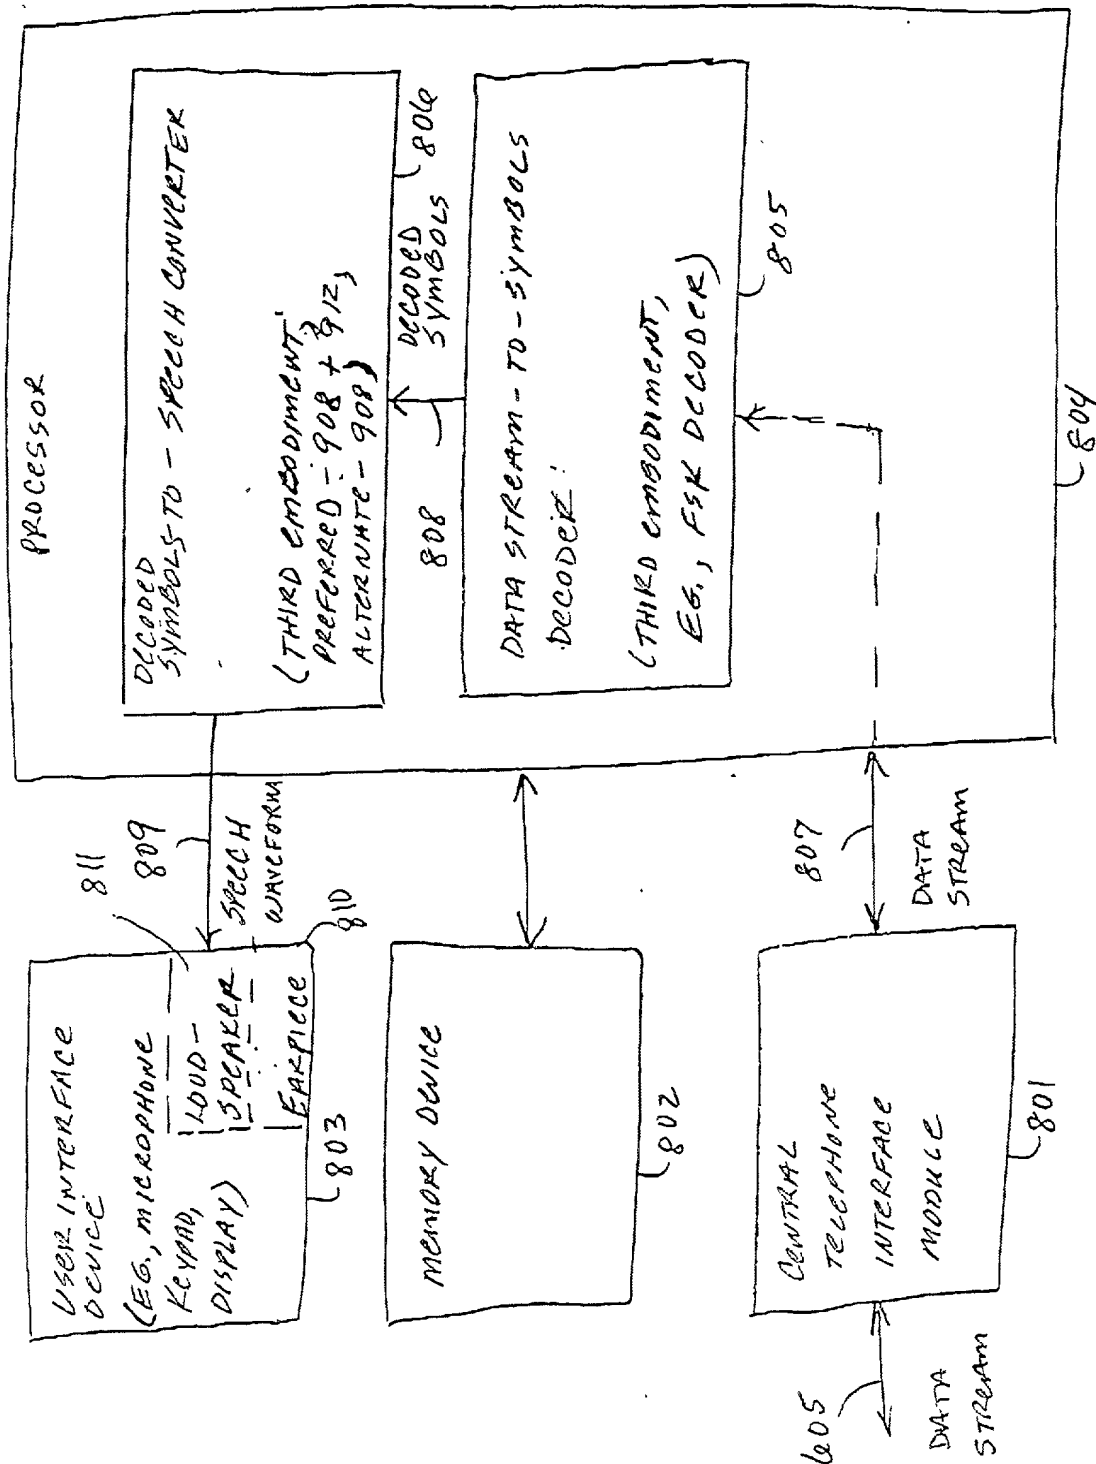 PROCESSOR
DECODED
SYMBOLS TO - SPEECH CONVERTER
(THIRD EMBODIMENT,
PREFERRED - 908 + 912,
ALTERNATE - 908)
806
DECODED
SYMBOLS
808
DATA STREAM - TO - SYMBOLS
DECODER:
(THIRD EMBODIMENT,
EG., FSK DECODER)
805
804
811
809
SPEECH
WAVEFORM
810
USER INTERFACE
DEVICE
(EG., MICROPHONE
KEYPAD,
DISPLAY)
LOUD-
SPEAKER
EARPIECE
803
MEMORY DEVICE
802
807
DATA
STREAM
CENTRAL
TELEPHONE
INTERFACE
MODULE
801
605
DATA
STREAM